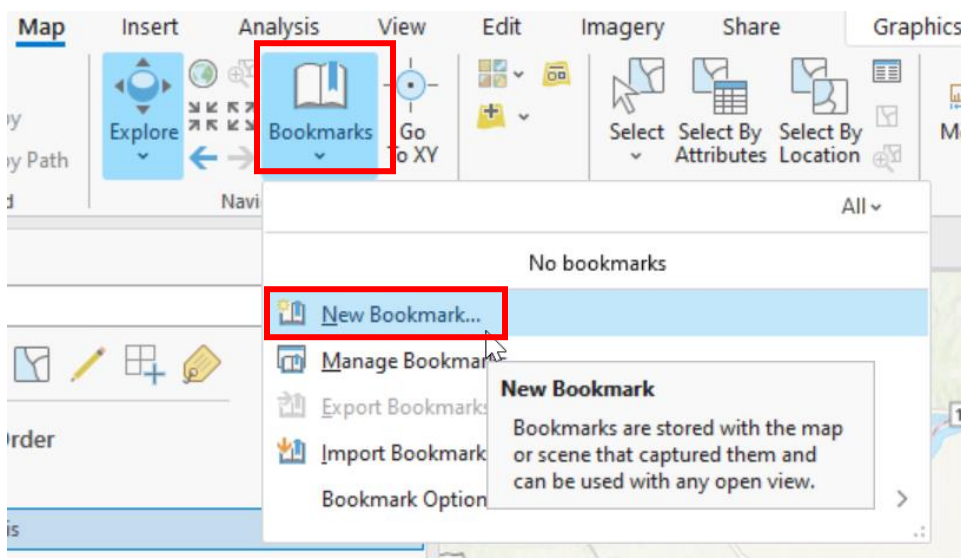 Map Insert Analysis View Edit Imagery Share Graphics
Explore Bookmarks Go To XY Select Select By Attributes Select By Location
by Path
All
No bookmarks
New Bookmark...
Manage Bookmar
Export Bookmarks
Import Bookmark
Bookmark Option
New Bookmark
Bookmarks are stored with the map
or scene that captured them and
can be used with any open view.